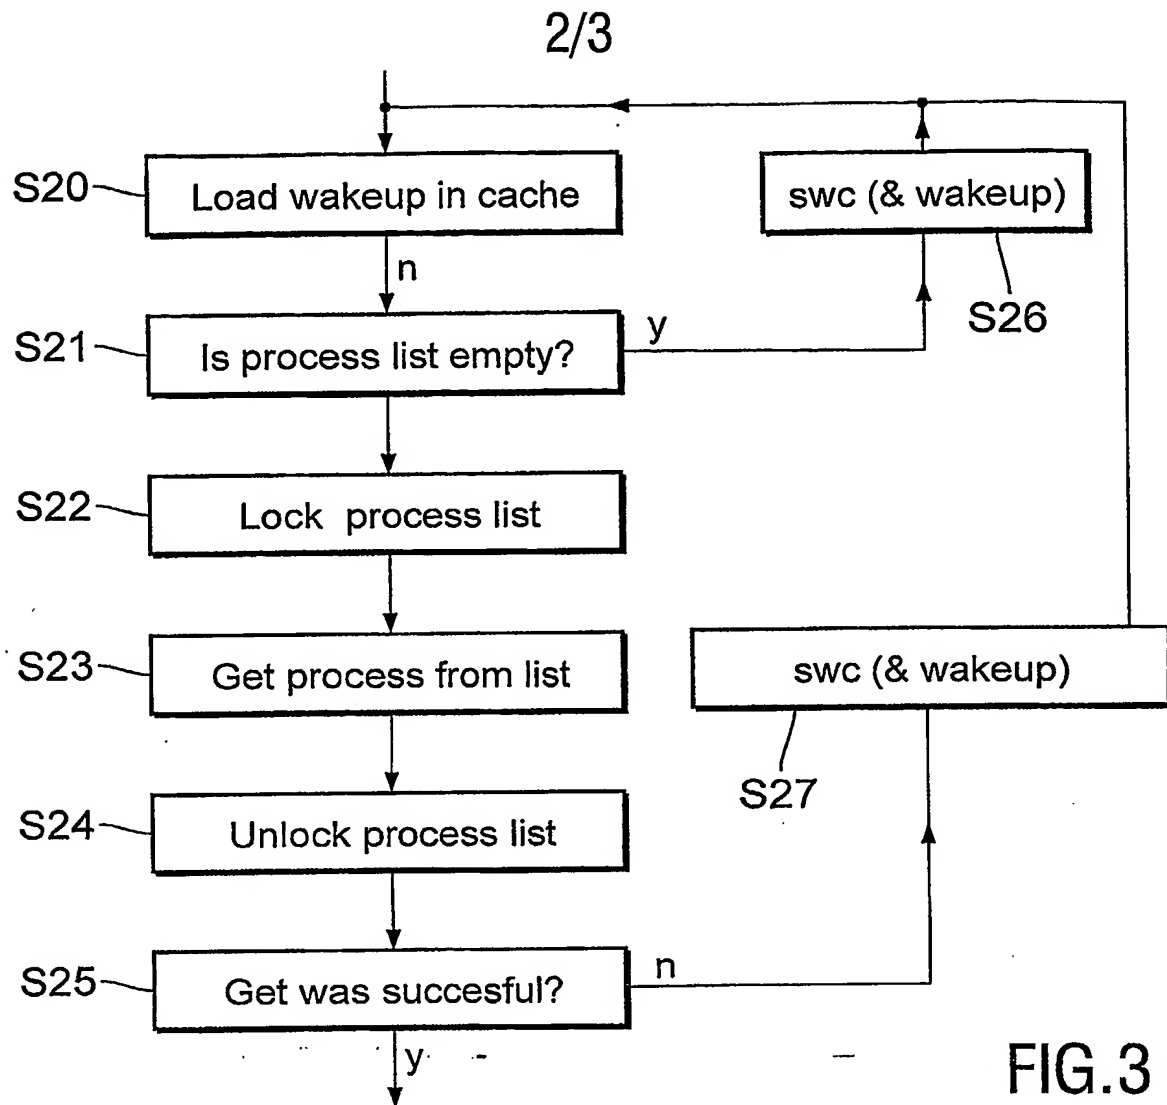 2/3
S20
Load wakeup in cache
swc (& wakeup)
n
S26
S21
Is process list empty?
y
S22
Lock process list
S23
Get process from list
swc (& wakeup)
S27
S24
Unlock process list
S25
Get was succesful?
n
y
FIG.3